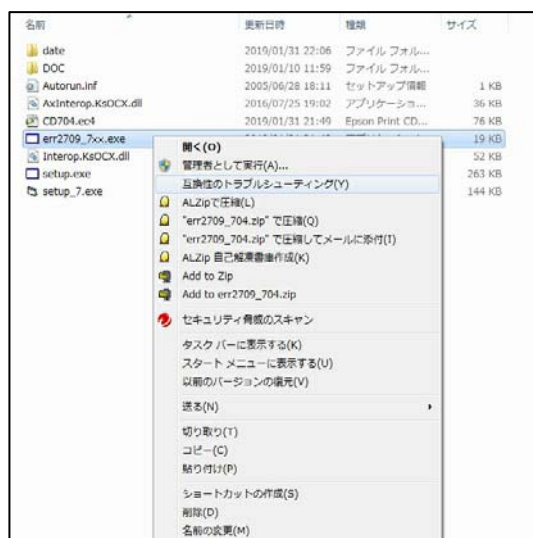 名前 更新日時 種類 サイズ
date 2019/01/31 22:06 ファイル フォル...
DOC 2019/01/10 11:59 ファイル フォル...
Autorun.inf 2005/06/28 18:11 セットアップ情報 1 KB
AxInterop.KsOCX.dll 2016/07/25 19:02 アプリケーショ... 36 KB
CD704.ec4 2019/01/31 21:49 Epson Print CD... 76 KB
err2709_7xx.exe 19 KB
Interop.KsOCX.dll 52 KB
setup.exe 263 KB
setup_7.exe 144 KB
開く(O)
管理者として実行(A)...
互換性のトラブルシューティング(Y)
ALZipで圧縮(L)
"err2709_704.zip" で圧縮(Q)
"err2709_704.zip" で圧縮してメールに添付(I)
ALZip 自己解凍書庫作成(K)
Add to Zip
Add to err2709_704.zip
セキュリティ脅威のスキャン
タスク バーに表示する(K)
スタート メニューに表示する(U)
以前のバージョンの復元(V)
送る(N)
切り取り(T)
コピー(C)
貼り付け(P)
ショートカットの作成(S)
削除(D)
名前の変更(M)